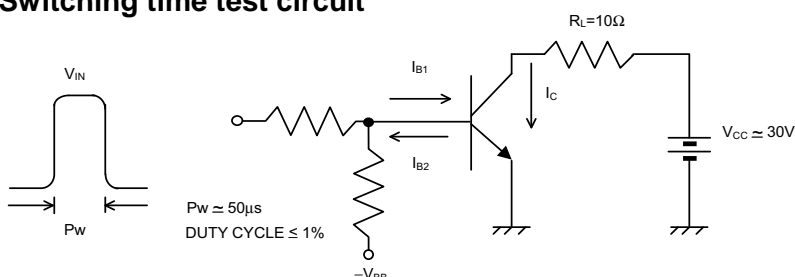 Switching time test circuit
RL=10Ω
VIN
IB1
IC
VCC ≃ 30V
IB2
Pw ≃ 50μs
Pw
DUTY CYCLE ≤ 1%
−VBB